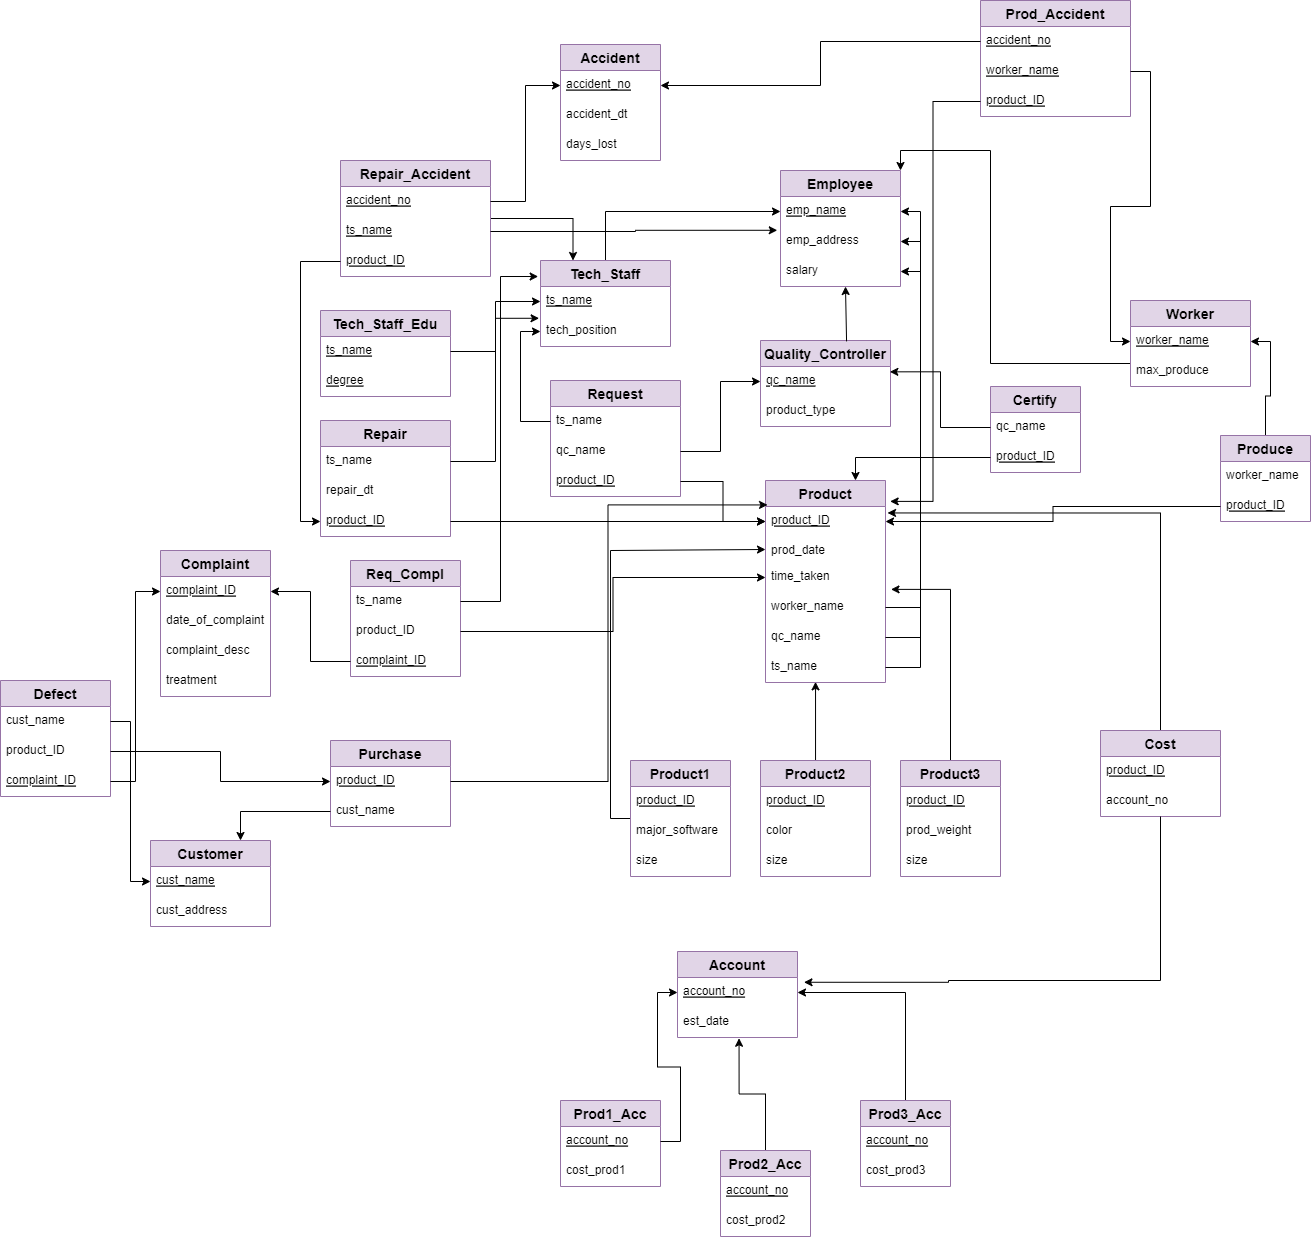 Prod_Accident
accident_no
worker_name
product_ID
Accident
accident_no
accident_dt
days_lost
Repair_Accident
accident_no
ts_name
product_ID
Employee
emp_name
emp_address
salary
Tech_Staff
ts_name
tech_position
Tech_Staff_Edu
ts_name
degree
Worker
worker_name
max_produce
Quality_Controller
qc_name
product_type
Request
ts_name
qc_name
product_ID
Certify
qc_name
product_ID
Repair
ts_name
repair_dt
product_ID
Produce
worker_name
product_ID
Product
product_ID
prod_date
time_taken
worker_name
qc_name
ts_name
Complaint
complaint_ID
date_of_complaint
complaint_desc
treatment
Req_Compl
ts_name
product_ID
complaint_ID
Defect
cust_name
product_ID
complaint_ID
Purchase
product_ID
cust_name
Customer
cust_name
cust_address
Product1
product_ID
major_software
size
Product2
product_ID
color
size
Product3
product_ID
prod_weight
size
Cost
product_ID
account_no
Account
account_no
est_date
Prod1_Acc
account_no
cost_prod1
Prod2_Acc
account_no
cost_prod2
Prod3_Acc
account_no
cost_prod3